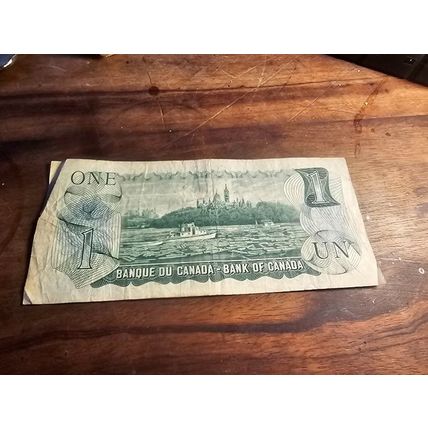 ONE
1
1
UN
BANQUE DU CANADA - BANK OF CANADA